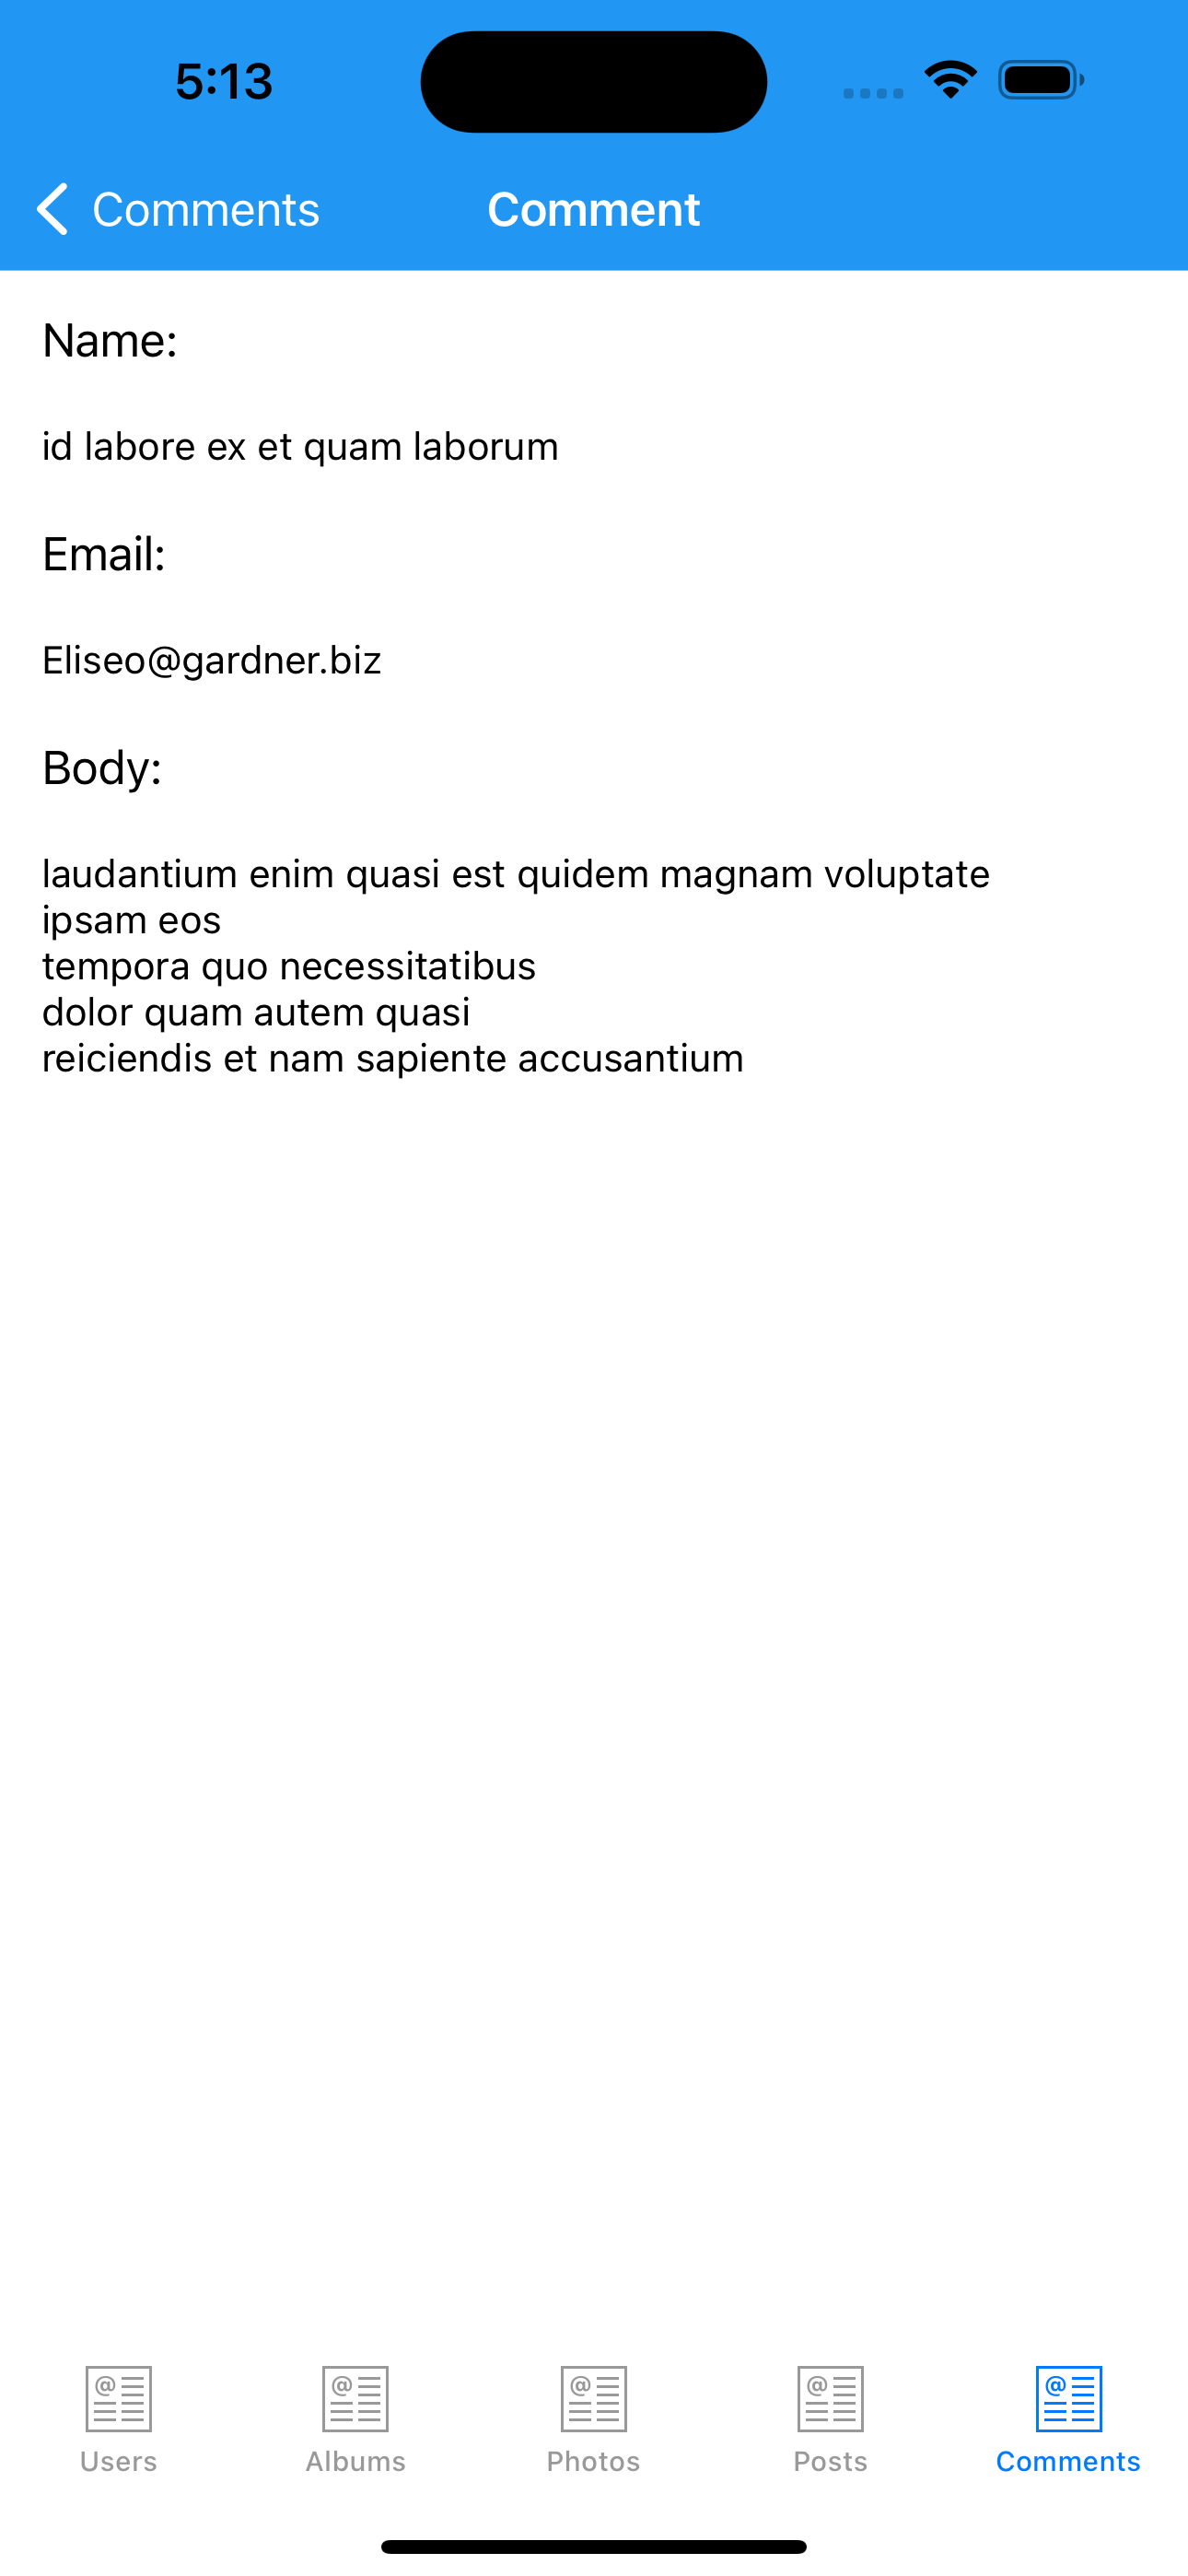 5:13
Comments
Comment
Name:
id labore ex et quam laborum
Email:
Eliseo@gardner.biz
Body:
laudantium enim quasi est quidem magnam voluptate
ipsam eos
tempora quo necessitatibus
dolor quam autem quasi
reiciendis et nam sapiente accusantium
@ @ @ @ @
Users Albums Photos Posts Comments